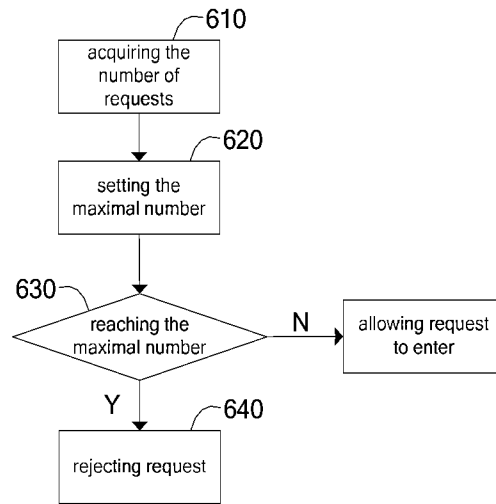 610
acquiring the
number of
requests
620
setting the
maximal number
630
reaching the
maximal number
N
allowing request
to enter
Y
640
rejecting request